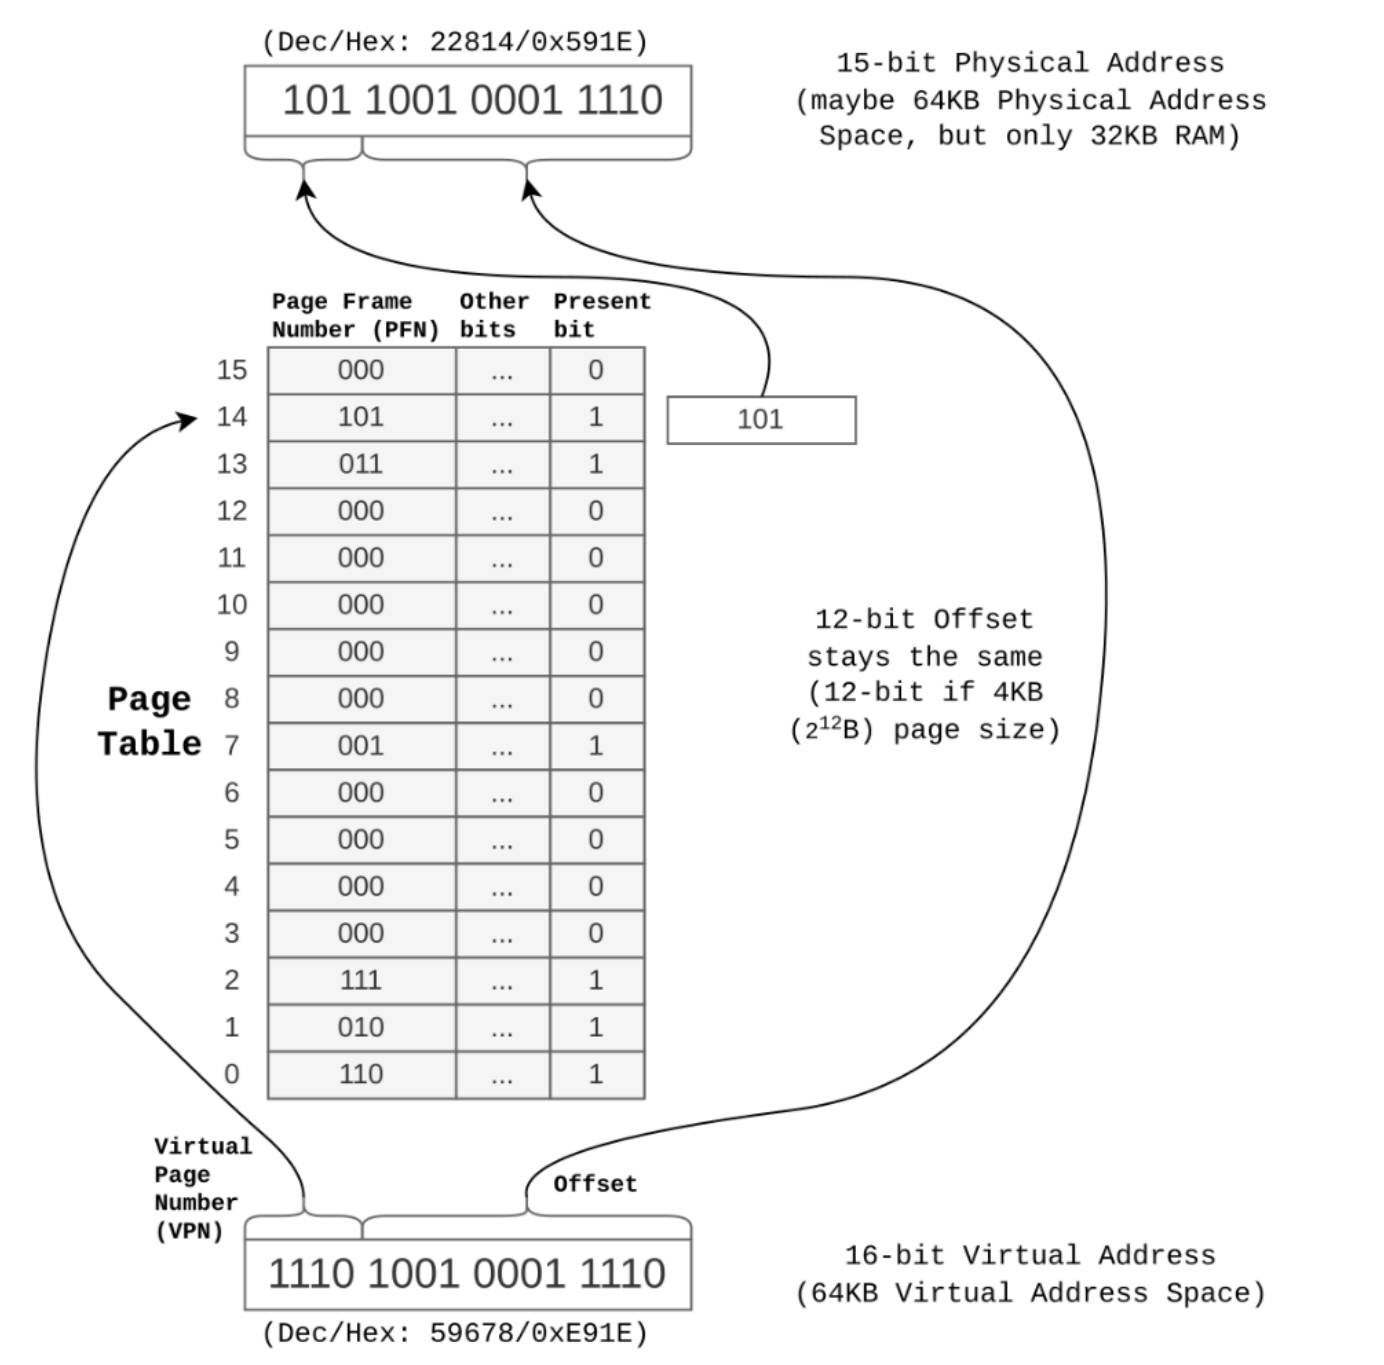 (Dec/Hex: 22814/0x591E)
101 1001 0001 1110
15-bit Physical Address
(maybe 64KB Physical Address
Space, but only 32KB RAM)
Page Frame Number (PFN) Other bits Present bit
15 000 ... 0
14 101 ... 1
101
13 011 ... 1
12 000 ... 0
11 000 ... 0
10 000 ... 0
9 000 ... 0
8 000 ... 0
7 001 ... 1
6 000 ... 0
5 000 ... 0
4 000 ... 0
3 000 ... 0
2 111 ... 1
1 010 ... 1
0 110 ... 1
Page
Table
12-bit Offset
stays the same
(12-bit if 4KB
(2¹²B) page size)
Virtual
Page
Number
(VPN)
Offset
1110 1001 0001 1110
(Dec/Hex: 59678/0xE91E)
16-bit Virtual Address
(64KB Virtual Address Space)